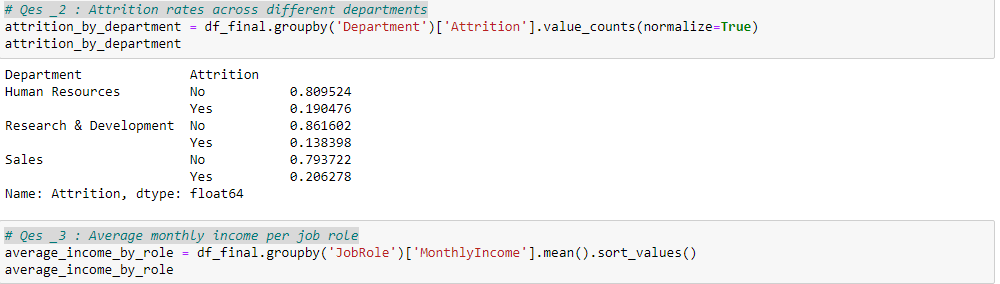 # Qes _2 : Attrition rates across different departments
attrition_by_department = df_final.groupby('Department')['Attrition'].value_counts(normalize=True)
attrition_by_department
Department Attrition
Human Resources No 0.809524
Yes 0.190476
Research & Development No 0.861602
Yes 0.138398
Sales No 0.793722
Yes 0.206278
Name: Attrition, dtype: float64
# Qes _3 : Average monthly income per job role
average_income_by_role = df_final.groupby('JobRole')['MonthlyIncome'].mean().sort_values()
average_income_by_role